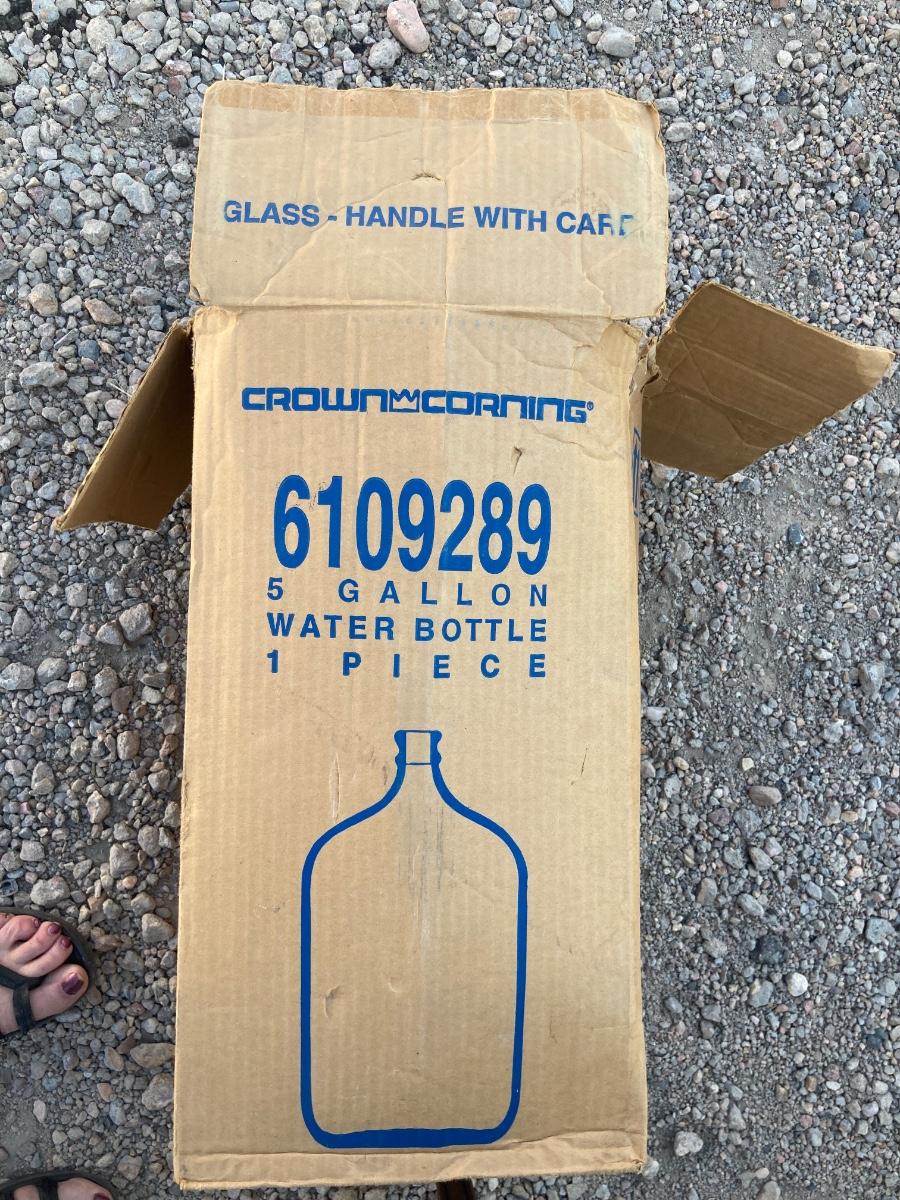 GLASS - HANDLE WITH CARE
CROWN CORNING®
6109289
5 GALLON
WATER BOTTLE
1 PIECE